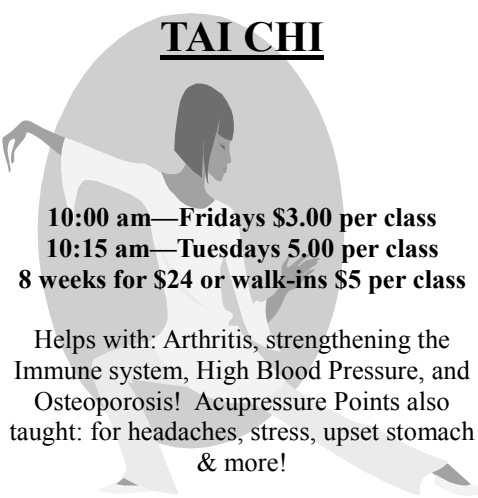 TAI CHI
10:00 am—Fridays $3.00 per class
10:15 am—Tuesdays 5.00 per class
8 weeks for $24 or walk-ins $5 per class
Helps with: Arthritis, strengthening the
Immune system, High Blood Pressure, and
Osteoporosis!  Acupressure Points also
taught: for headaches, stress, upset stomach
& more!